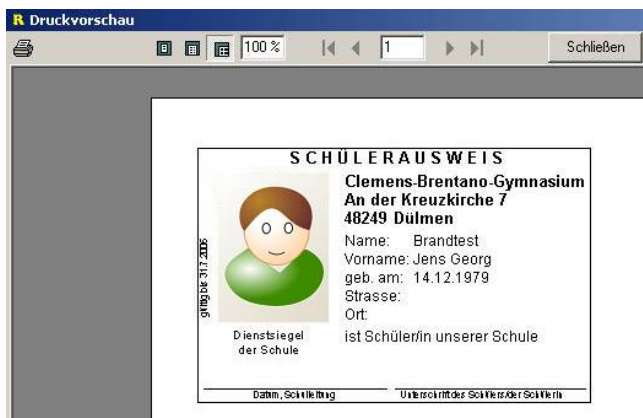 R Druckvorschau
100 % 1 Schließen
SCHÜLERAUSWEIS
Clemens-Brentano-Gymnasium
An der Kreuzkirche 7
48249 Dülmen
Name: Brandtest
Vorname: Jens Georg
geb. am: 14.12.1979
Strasse:
Ort:
ist Schüler/in unserer Schule
gültig bis 31.7.2006
Dienstsiegel
der Schule
Datum, Schulleitung Unterschrift des Schülers/der Schülerin